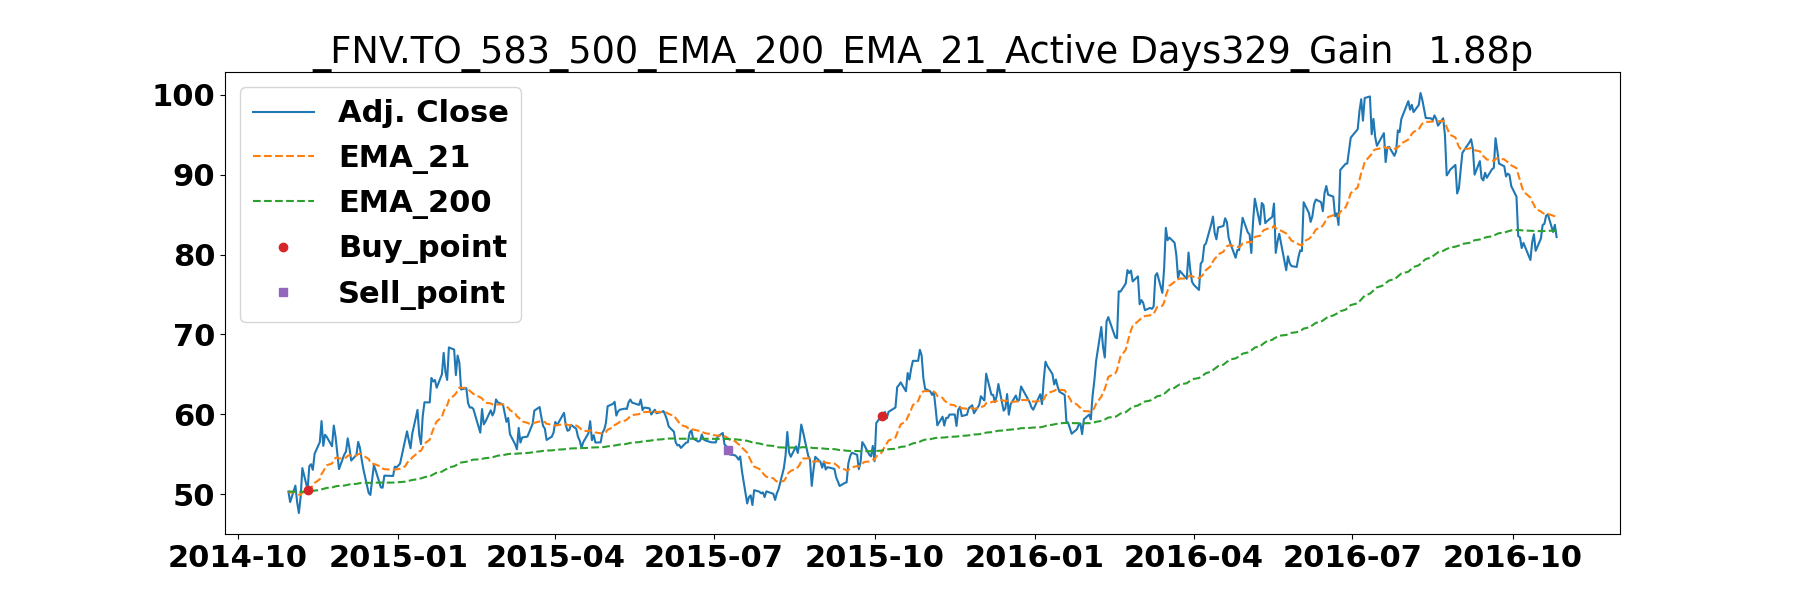 _FNV.TO_583_500_EMA_200_EMA_21_Active Days329_Gain   1.88p
100
90
80
70
60
50
Adj. Close
EMA_21
EMA_200
Buy_point
Sell_point
2014-10 2015-01 2015-04 2015-07 2015-10 2016-01 2016-04 2016-07 2016-10